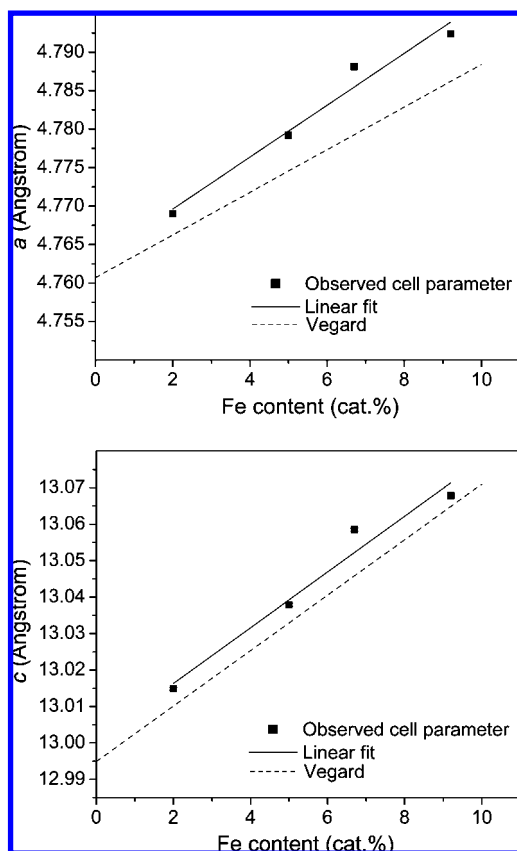 4.790
4.785
4.780
4.775
4.770
4.765
4.760
4.755
a (Angstrom)
Observed cell parameter
Linear fit
Vegard
0 2 4 6 8 10
Fe content (cat.%)
13.07
13.06
13.05
13.04
13.03
13.02
13.01
13.00
12.99
c (Angstrom)
Observed cell parameter
Linear fit
Vegard
0 2 4 6 8 10
Fe content (cat.%)